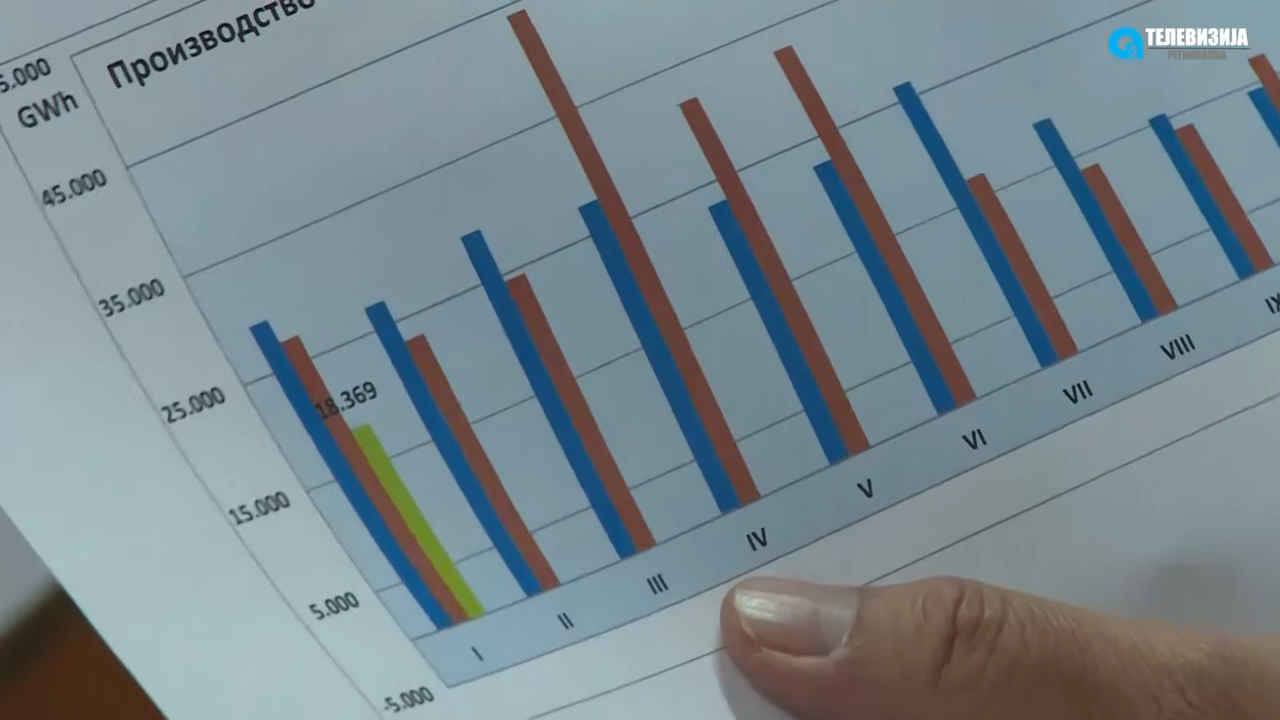 Производство
5.000
GWh
45.000
35.000
25.000
15.000
5.000
-5.000
18.369
I
II
III
IV
V
VI
VII
VIII
IX
ТЕЛЕВИЗИЈА
РЕГИОНАЛНА